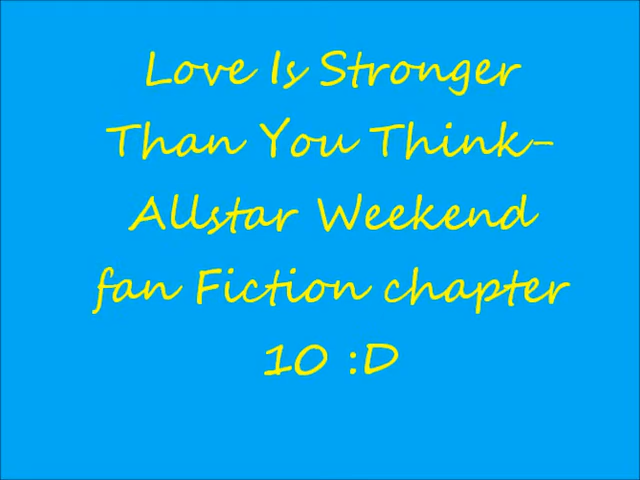 Love Is Stronger
Than You Think-
Allstar Weekend
fan Fiction chapter
10 :D